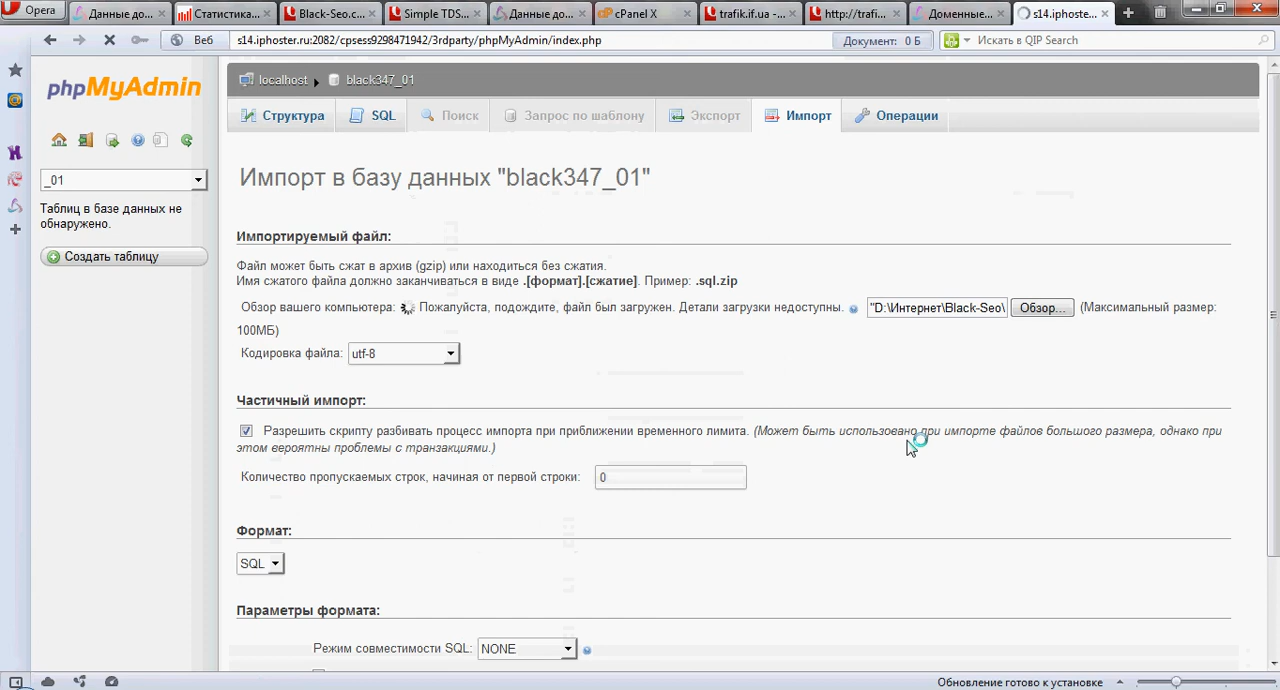 Opera
Данные до...
Статистика...
Black-Seo.c...
Simple TDS...
Данные до...
cPanel X
trafik.if.ua -...
http://trafi...
Доменные...
s14.iphoster...
Веб
s14.iphoster.ru:2082/cpsess9298471942/3rdparty/phpMyAdmin/index.php
Документ: 0 Б
Искать в QIP Search
phpMyAdmin
_01
Таблиц в базе данных не
обнаружено.
Создать таблицу
localhost
black347_01
Структура
SQL
Поиск
Запрос по шаблону
Экспорт
Импорт
Операции
Импорт в базу данных "black347_01"
Импортируемый файл:
Файл может быть сжат в архив (gzip) или находиться без сжатия.
Имя сжатого файла должно заканчиваться в виде .[формат].[сжатие]. Пример: .sql.zip
Обзор вашего компьютера: Пожалуйста, подождите, файл был загружен. Детали загрузки недоступны. "D:\Интернет\Black-Seo\ Обзор... (Максимальный размер:
100МБ)
Кодировка файла: utf-8
Частичный импорт:
Разрешить скрипту разбивать процесс импорта при приближении временного лимита. (Может быть использовано при импорте файлов большого размера, однако при
этом вероятны проблемы с транзакциями.)
Количество пропускаемых строк, начиная от первой строки: 0
Формат:
SQL
Параметры формата:
Режим совместимости SQL: NONE
Обновление готово к установке